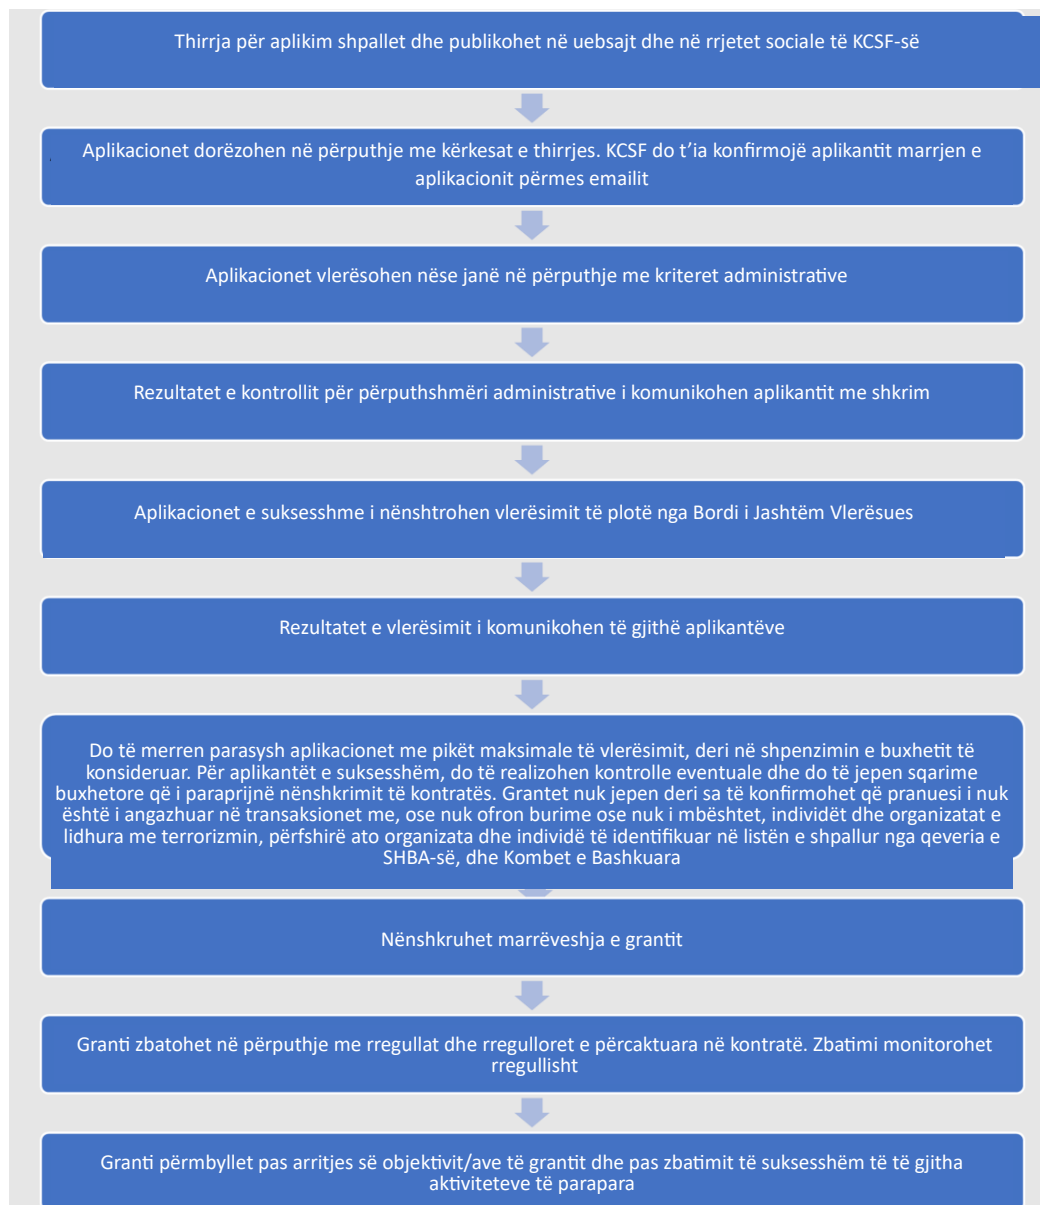 Thirrja për aplikim shpallet dhe publikohet në uebsajt dhe në rrjetet sociale të KCSF-së
Aplikacionet dorëzohen në përputhje me kërkesat e thirrjes. KCSF do t’ia konfirmojë aplikantit marrjen e
aplikacionit përmes emailit
Aplikacionet vlerësohen nëse janë në përputhje me kriteret administrative
Rezultatet e kontrollit për përputhshmëri administrative i komunikohen aplikantit me shkrim
Aplikacionet e suksesshme i nënshtrohen vlerësimit të plotë nga Bordi i Jashtëm Vlerësues
Rezultatet e vlerësimit i komunikohen të gjithë aplikantëve
Do të merren parasysh aplikacionet me pikët maksimale të vlerësimit, deri në shpenzimin e buxhetit të
konsideruar. Për aplikantët e suksesshëm, do të realizohen kontrolle eventuale dhe do të jepen sqarime
buxhetore që i paraprijnë nënshkrimit të kontratës. Grantet nuk jepen deri sa të konfirmohet që pranuesi i nuk
është i angazhuar në transaksionet me, ose nuk ofron burime ose nuk i mbështet, individët dhe organizatat e
lidhura me terrorizmin, përfshirë ato organizata dhe individë të identifikuar në listën e shpallur nga qeveria e
SHBA-së, dhe Kombet e Bashkuara
Nënshkruhet marrëveshja e grantit
Granti zbatohet në përputhje me rregullat dhe rregulloret e përcaktuara në kontratë. Zbatimi monitorohet
rregullisht
Granti përmbyllet pas arritjes së objektivit/ave të grantit dhe pas zbatimit të suksesshëm të të gjitha
aktiviteteve të parapara